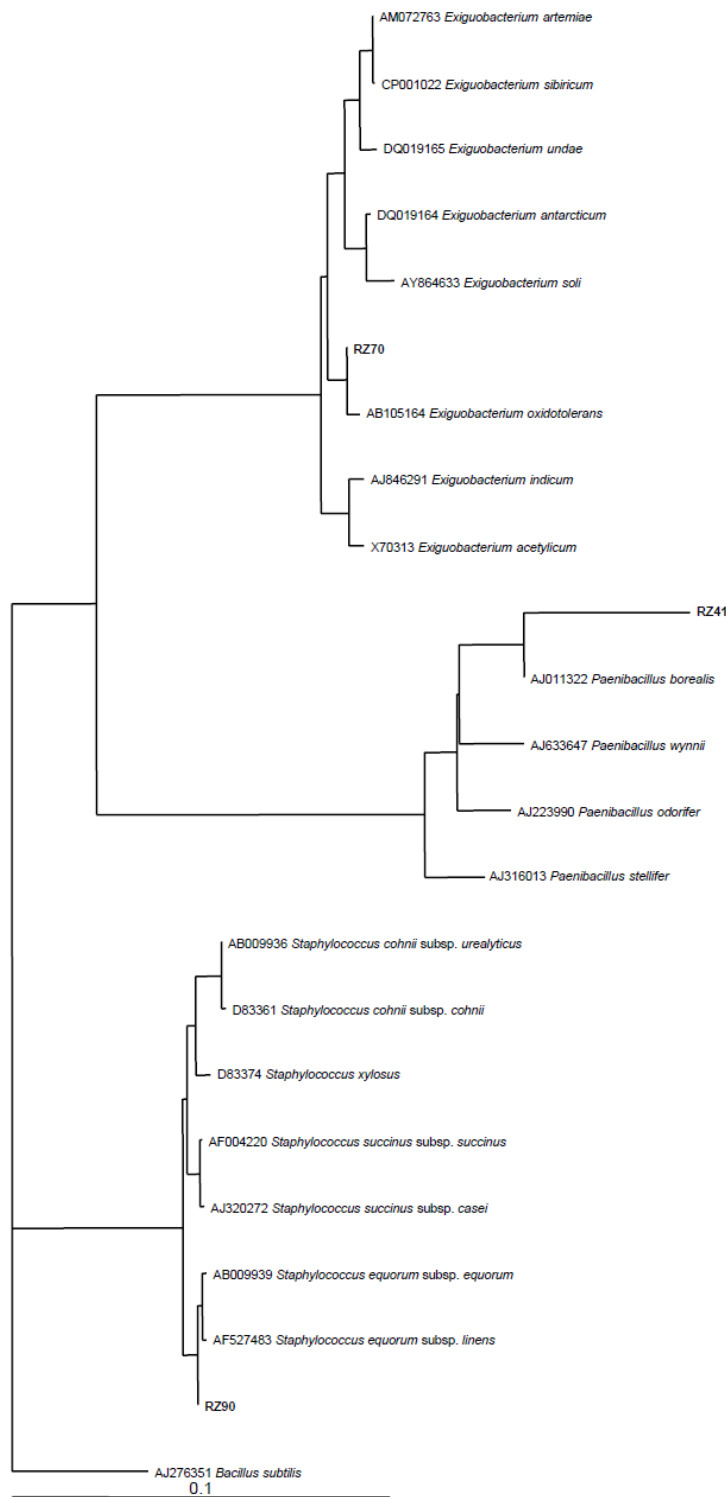 AM072763 Exiguobacterium artemiae
CP001022 Exiguobacterium sibiricum
DQ019165 Exiguobacterium undae
DQ019164 Exiguobacterium antarcticum
AY864633 Exiguobacterium soli
RZ70
AB105164 Exiguobacterium oxidotolerans
AJ846291 Exiguobacterium indicum
X70313 Exiguobacterium acetylicum
RZ41
AJ011322 Paenibacillus borealis
AJ633647 Paenibacillus wynnii
AJ223990 Paenibacillus odorifer
AJ316013 Paenibacillus stellifer
AB009936 Staphylococcus cohnii subsp. urealyticus
D83361 Staphylococcus cohnii subsp. cohnii
D83374 Staphylococcus xylosus
AF004220 Staphylococcus succinus subsp. succinus
AJ320272 Staphylococcus succinus subsp. casei
AB009939 Staphylococcus equorum subsp. equorum
AF527483 Staphylococcus equorum subsp. linens
RZ90
AJ276351 Bacillus subtilis
0.1